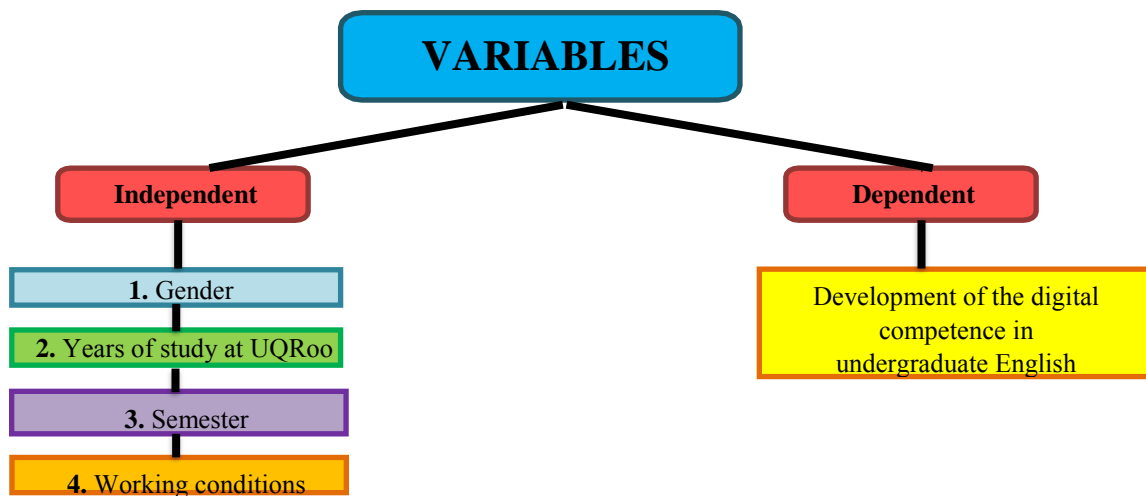 VARIABLES
Independent
1. Gender
2. Years of study at UQRoo
3. Semester
4. Working conditions
Dependent
Development of the digital
competence in
undergraduate English